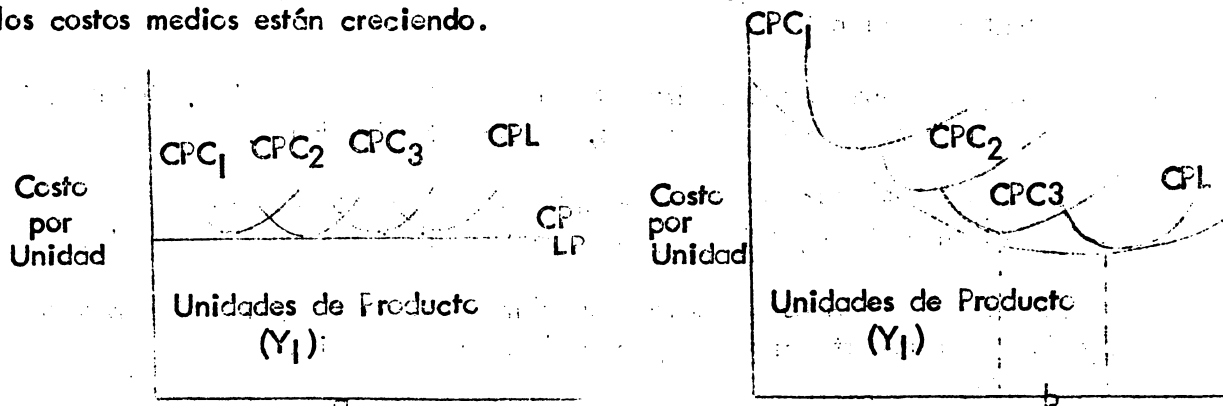 los costos medios están creciendo.
CPC1 CPC2 CPC3 CPL
Costo
por
Unidad
CP
LP
Unidades de Producto
(Y1):
a
CPC1
CPC2
CPC3
CPL
Costo
por
Unidad
Unidades de Producto
(Y1)
b